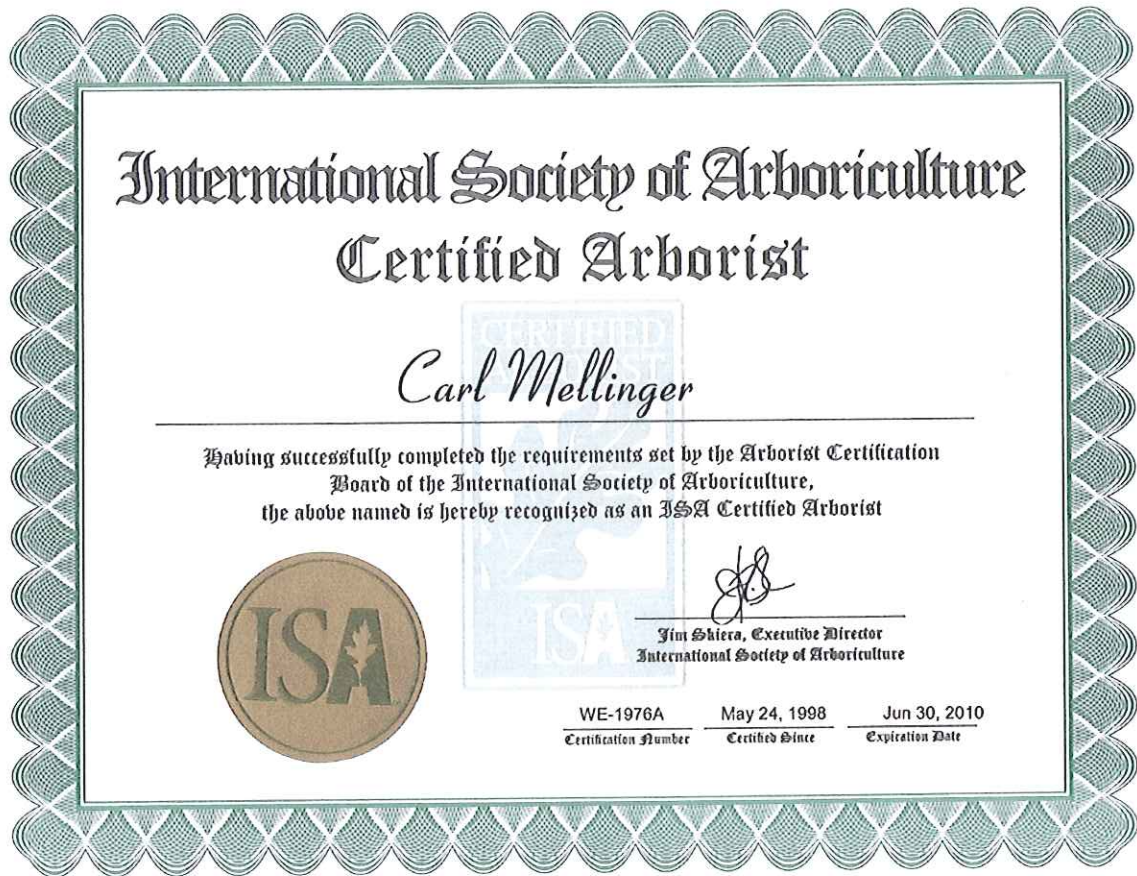 International Society of Arboriculture
Certified Arborist
CERTIFIED
ARBORIST
Carl Mellinger
Having successfully completed the requirements set by the Arborist Certification
Board of the International Society of Arboriculture,
the above named is hereby recognized as an ISA Certified Arborist
ISA
ISA
Jim Skiera, Executive Director
International Society of Arboriculture
WE-1976A May 24, 1998 Jun 30, 2010
Certification Number Certified Since Expiration Date